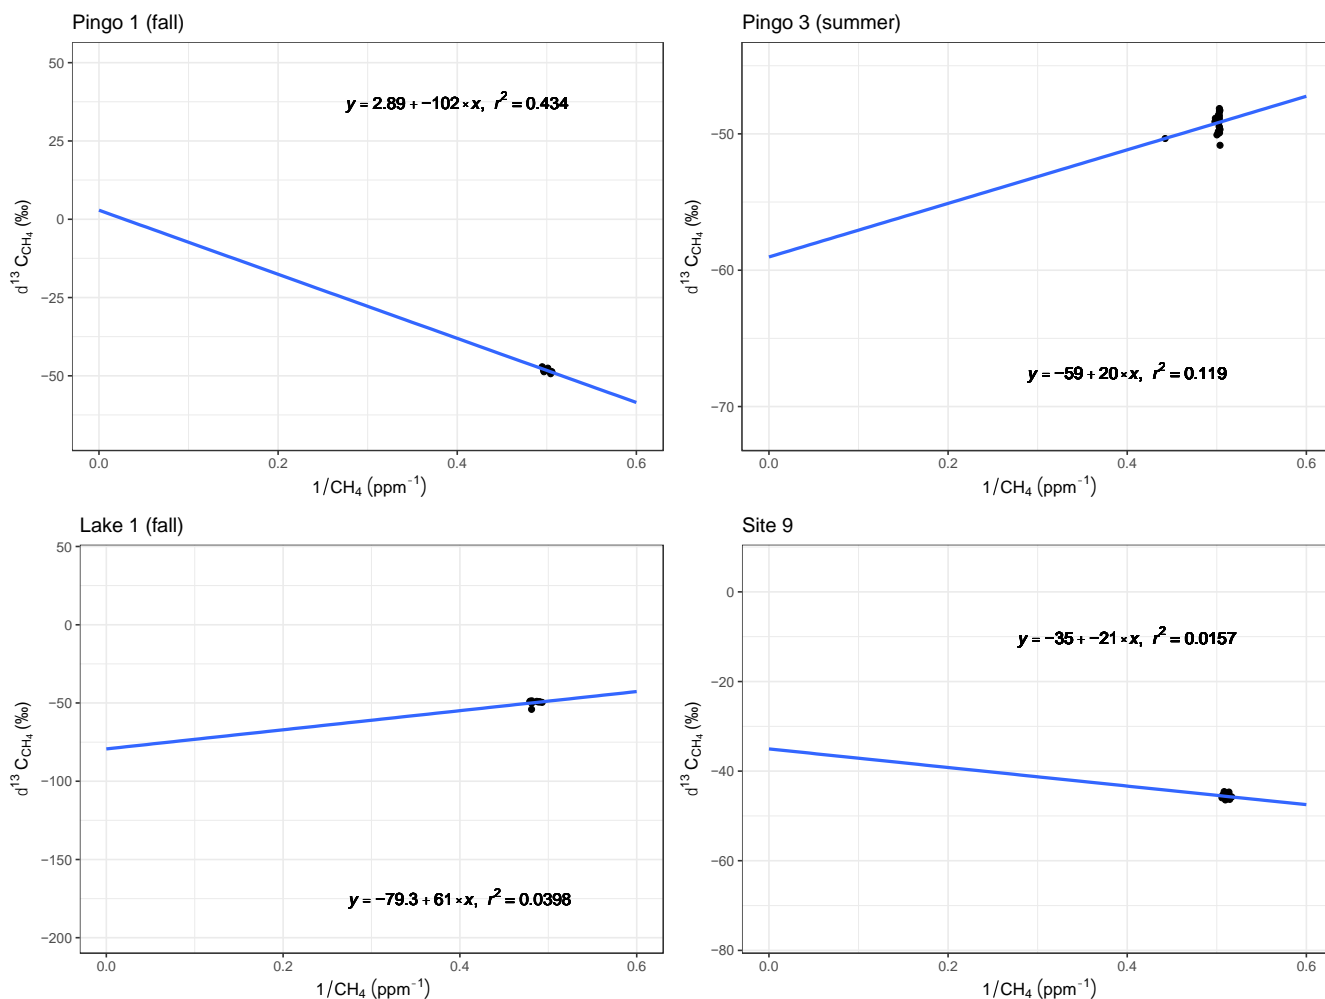 Pingo 1 (fall)
50
25
0
−25
−50
0.0 0.2 0.4 0.6
d¹³ C_CH₄ (‰)
1/CH₄ (ppm⁻¹)
y = 2.89 + −102 × x, r² = 0.434
Pingo 3 (summer)
−50
−60
−70
0.0 0.2 0.4 0.6
d¹³ C_CH₄ (‰)
1/CH₄ (ppm⁻¹)
y = −59 + 20 × x, r² = 0.119
Lake 1 (fall)
50
0
−50
−100
−150
−200
0.0 0.2 0.4 0.6
d¹³ C_CH₄ (‰)
1/CH₄ (ppm⁻¹)
y = −79.3 + 61 × x, r² = 0.0398
Site 9
0
−20
−40
−60
−80
0.0 0.2 0.4 0.6
d¹³ C_CH₄ (‰)
1/CH₄ (ppm⁻¹)
y = −35 + −21 × x, r² = 0.0157